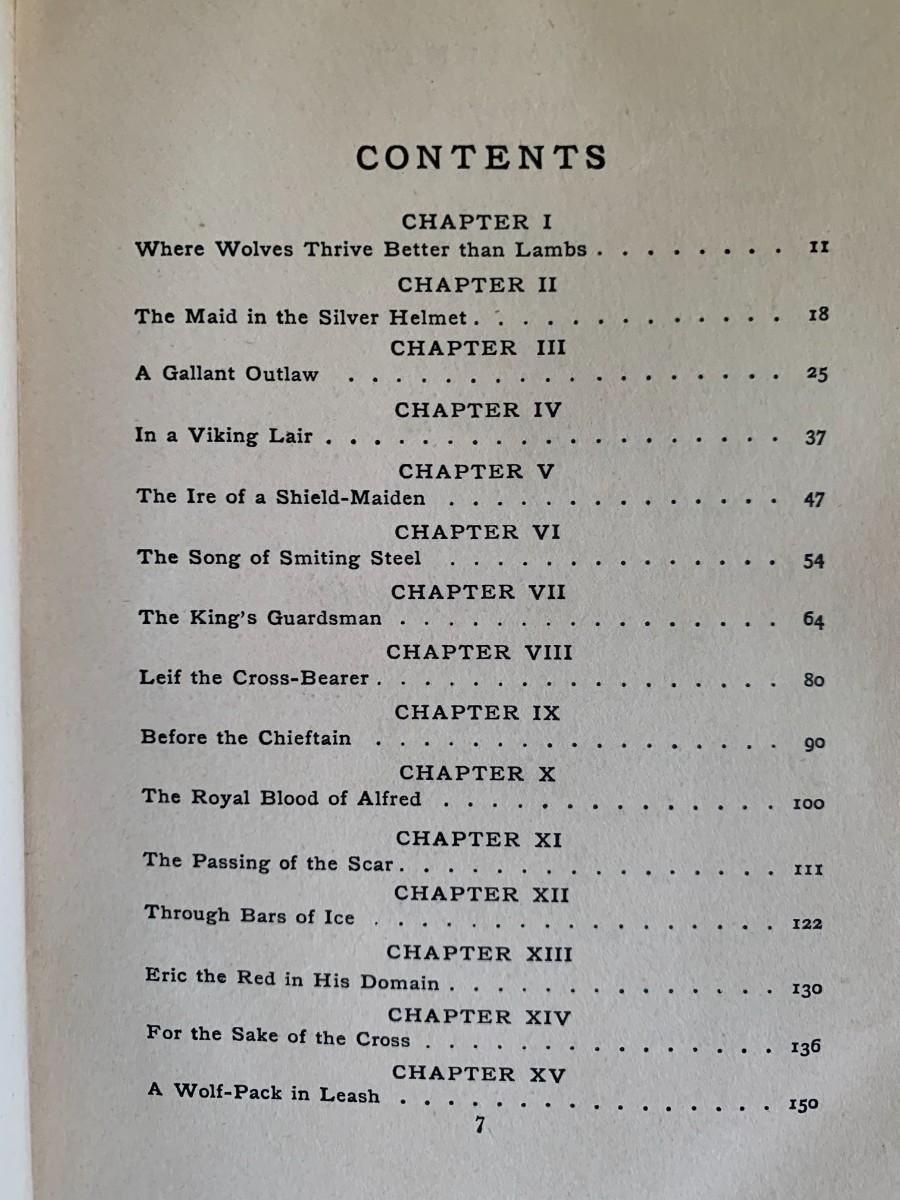 CONTENTS
CHAPTER I
Where Wolves Thrive Better than Lambs . . . . . . . . 11
CHAPTER II
The Maid in the Silver Helmet . . . . . . . . . . . . . 18
CHAPTER III
A Gallant Outlaw . . . . . . . . . . . . . . . . . . 25
CHAPTER IV
In a Viking Lair . . . . . . . . . . . . . . . . . . . 37
CHAPTER V
The Ire of a Shield-Maiden . . . . . . . . . . . . . . 47
CHAPTER VI
The Song of Smiting Steel . . . . . . . . . . . . . . 54
CHAPTER VII
The King's Guardsman . . . . . . . . . . . . . . . . 64
CHAPTER VIII
Leif the Cross-Bearer . . . . . . . . . . . . . . . . . 80
CHAPTER IX
Before the Chieftain . . . . . . . . . . . . . . . . . 90
CHAPTER X
The Royal Blood of Alfred . . . . . . . . . . . . . . 100
CHAPTER XI
The Passing of the Scar . . . . . . . . . . . . . . . . 111
CHAPTER XII
Through Bars of Ice . . . . . . . . . . . . . . . . . 122
CHAPTER XIII
Eric the Red in His Domain . . . . . . . . . . . . . . 130
CHAPTER XIV
For the Sake of the Cross . . . . . . . . . . . . . . . 136
CHAPTER XV
A Wolf-Pack in Leash . . . . . . . . . . . . . . . . 150
7